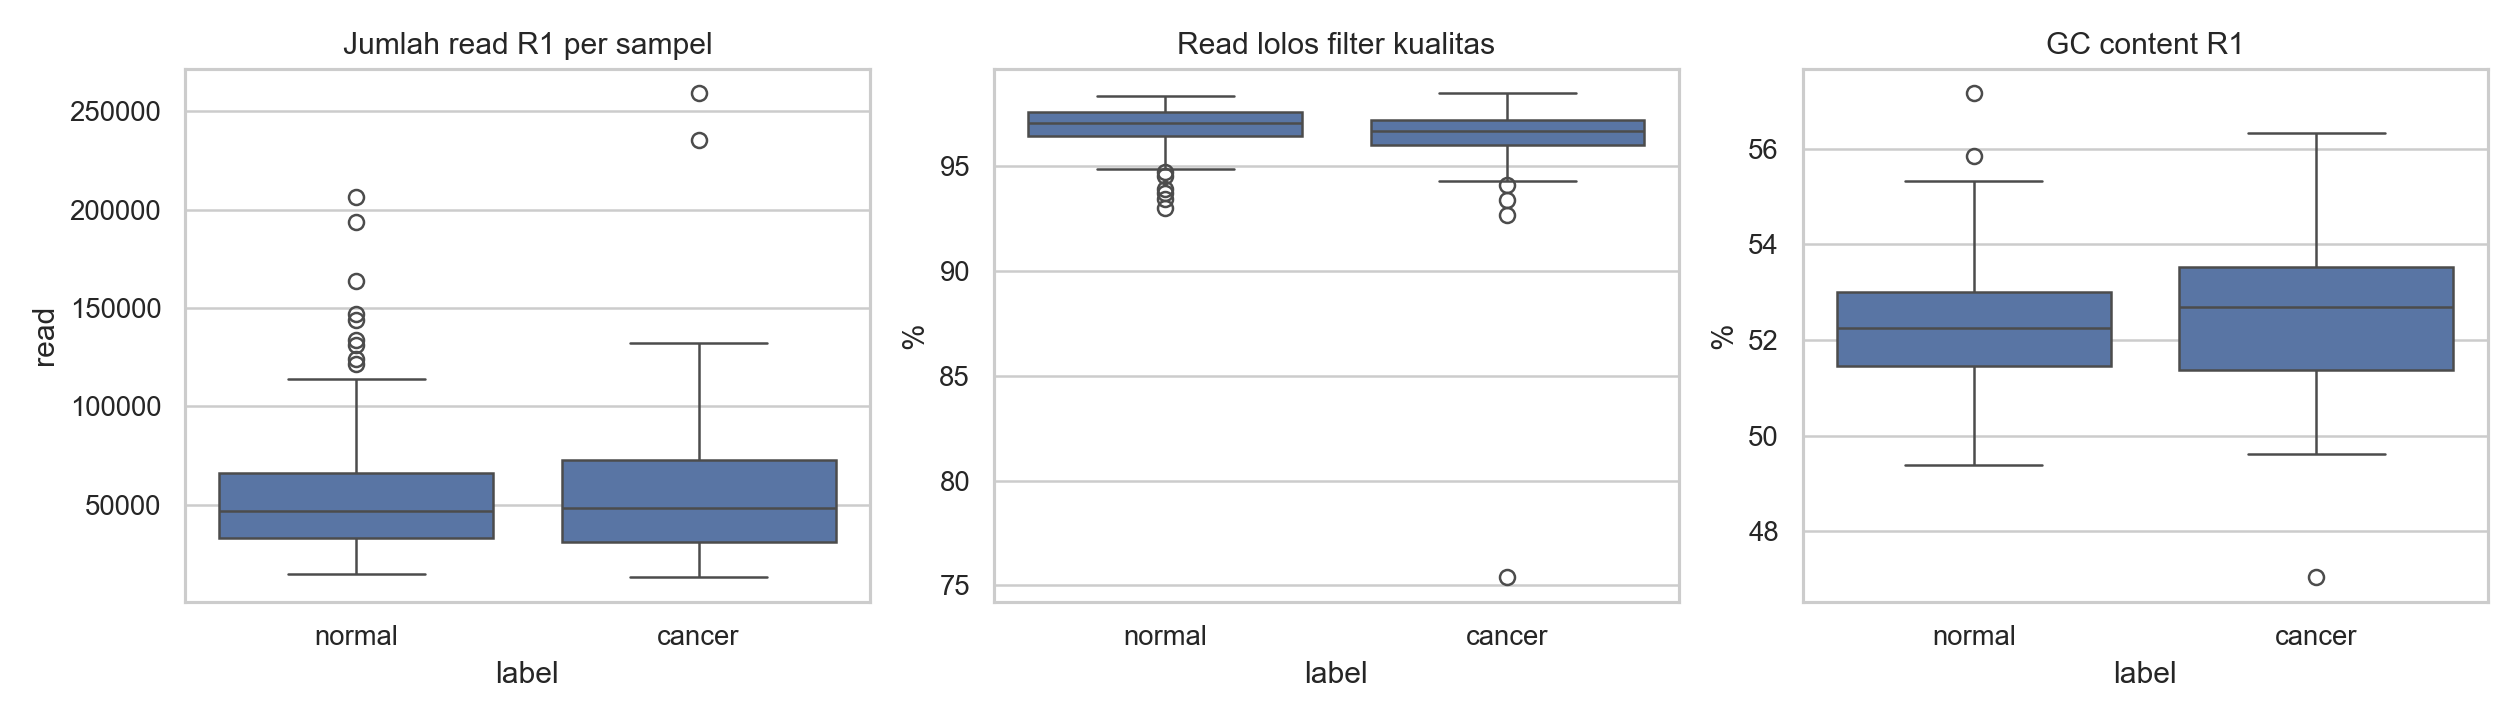 Jumlah read R1 per sampel
read
250000
200000
150000
100000
50000
normal
cancer
label
Read lolos filter kualitas
%
95
90
85
80
75
normal
cancer
label
GC content R1
%
56
54
52
50
48
normal
cancer
label